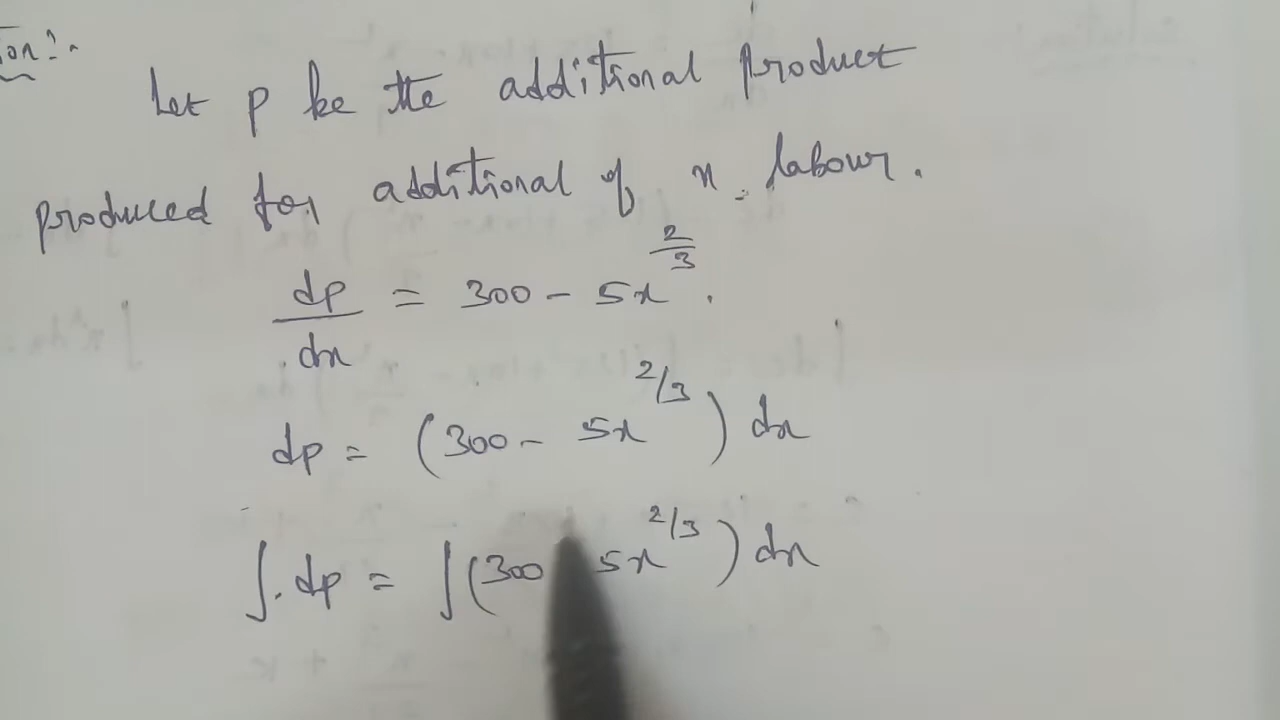 Let P be the additional product
produced for additional of x labour.
dp/dx = 300 - 5x^2/3.
dp = (300 - 5x^2/3) dx
∫. dp = ∫(300 5x^2/3) dx